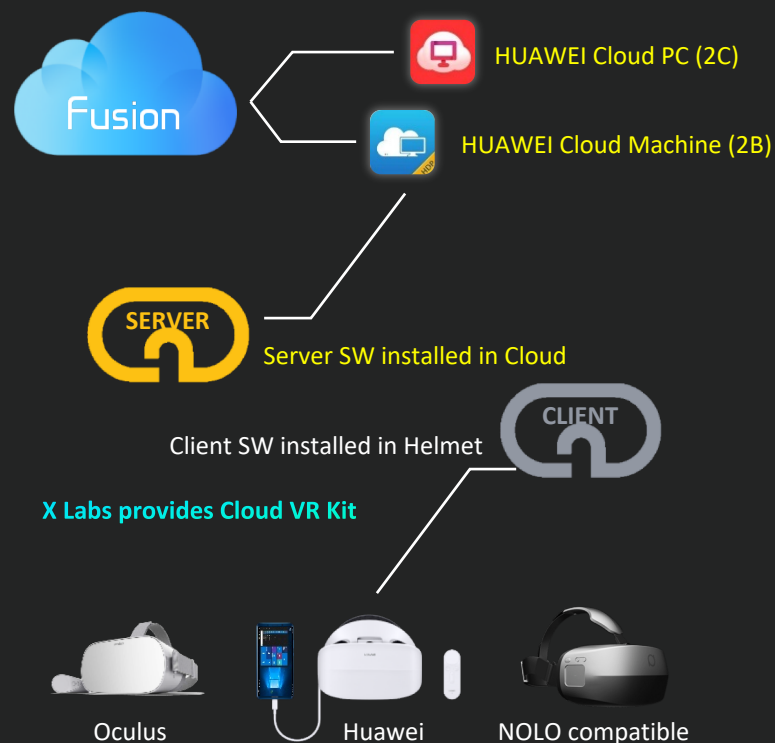 HUAWEI Cloud PC (2C)
Fusion
HUAWEI Cloud Machine (2B)
HDP
SERVER
Server SW installed in Cloud
CLIENT
Client SW installed in Helmet
X Labs provides Cloud VR Kit
Oculus
Huawei
NOLO compatible